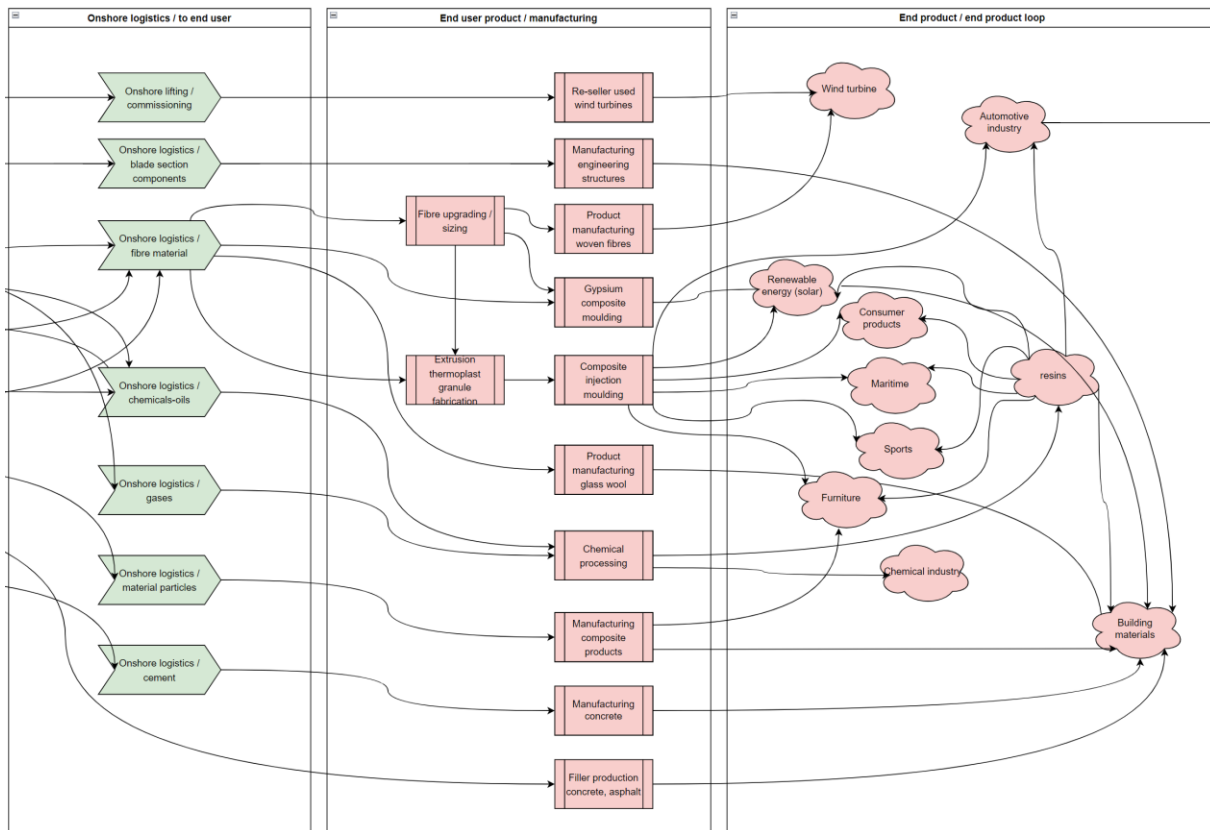 Onshore logistics / to end user
End user product / manufacturing
End product / end product loop
Onshore lifting /
commissioning
Onshore logistics /
blade section
components
Onshore logistics /
fibre material
Onshore logistics /
chemicals-oils
Onshore logistics /
gases
Onshore logistics /
material particles
Onshore logistics /
cement
Fibre upgrading /
sizing
Extrusion
thermoplast
granule
fabrication
Re-seller used
wind turbines
Manufacturing
engineering
structures
Product
manufacturing
woven fibres
Gypsium
composite
moulding
Composite
injection
moulding
Product
manufacturing
glass wool
Chemical
processing
Manufacturing
composite
products
Manufacturing
concrete
Filler production
concrete, asphalt
Wind turbine
Automotive
industry
Renewable
energy (solar)
Consumer
products
Maritime
resins
Sports
Furniture
Chemical industry
Building
materials